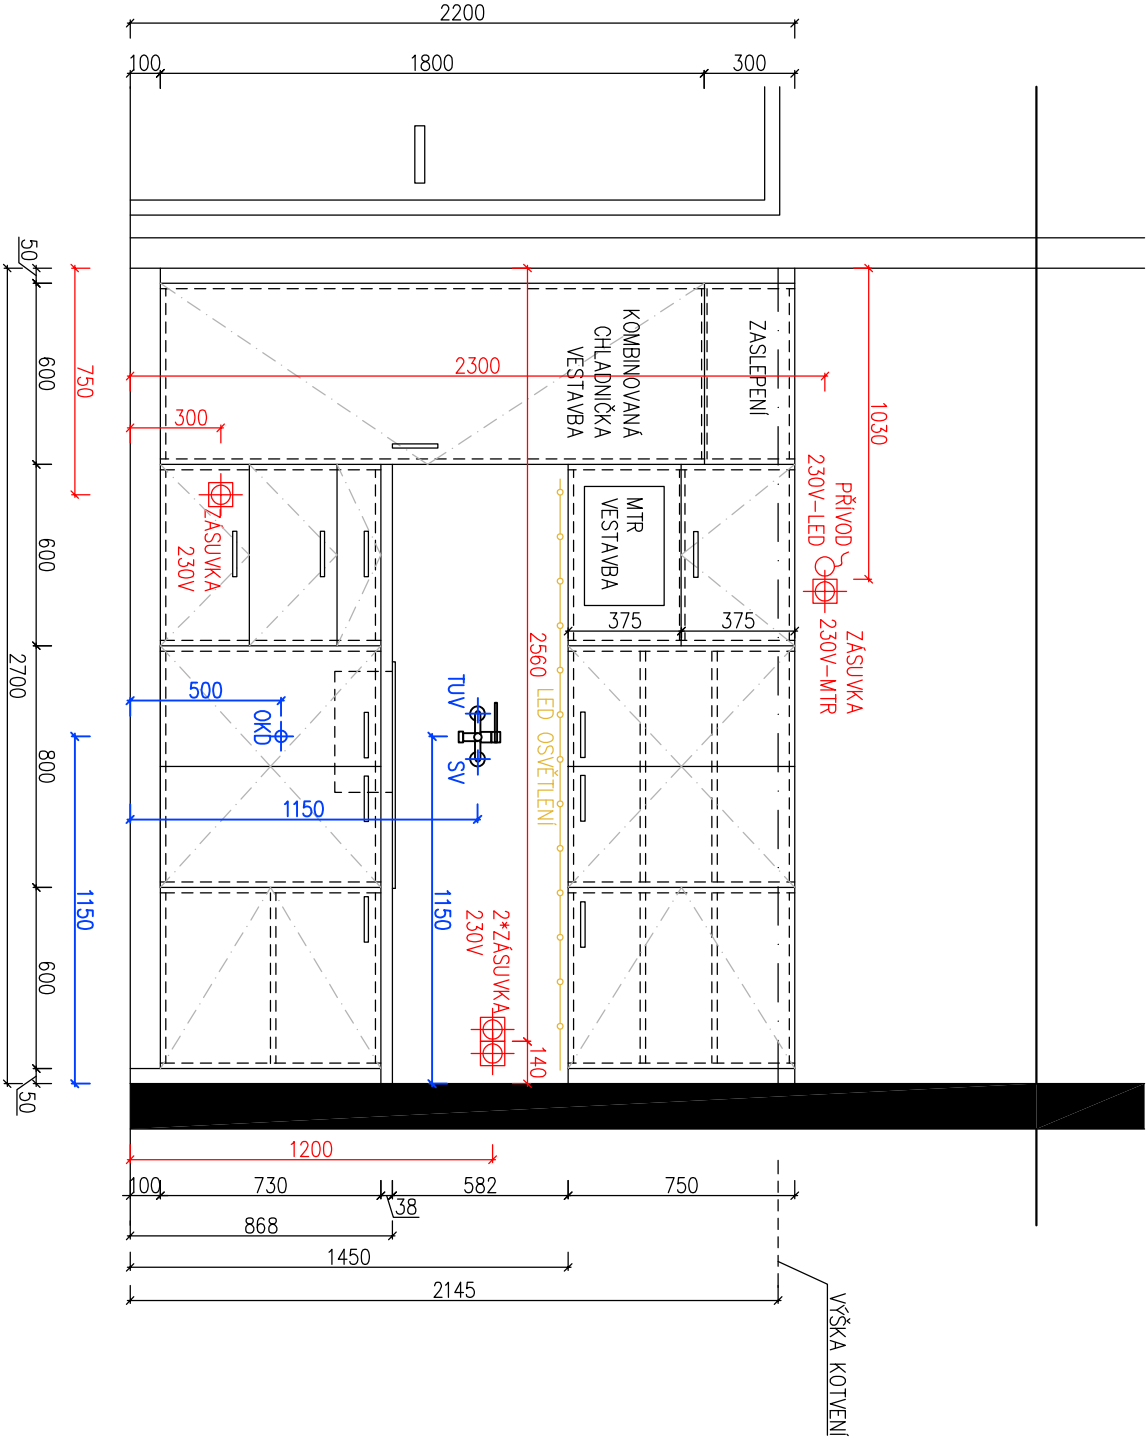 2200
100
1800
300
50
600
600
800
600
50
2700
750
300
2300
1030
KOMBINOVANÁ
CHLADNIČKA
VESTAVBA
ZASLEPENÍ
PŘÍVOD
230V-LED
ZÁSUVKA
230V-MTR
MTR
VESTAVBA
375
375
ZÁSUVKA
230V
2560
140
LED OSVĚTLENÍ
TUV
SV
OKD
500
1150
1150
1150
2*ZÁSUVKA
230V
1200
100
730
38
582
750
868
1450
2145
VÝŠKA KOTVENÍ